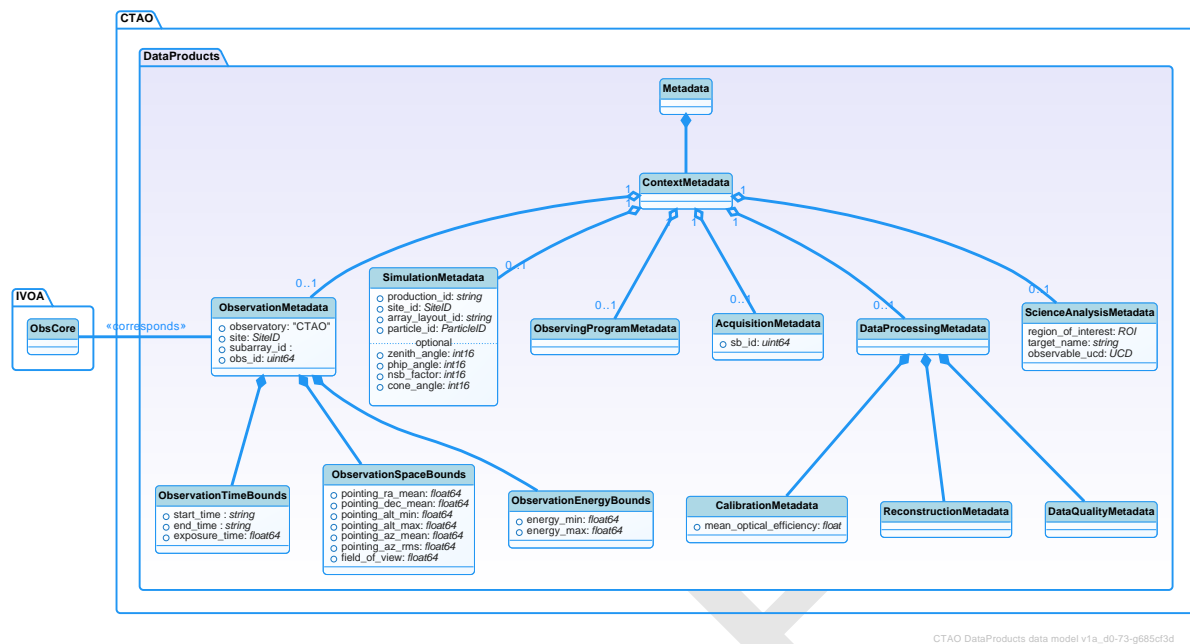 CTAO
DataProducts
Metadata
ContextMetadata
1
1
1
1
1
1
0..1
0..1
0..1
0..1
0..1
0..1
IVOA
ObsCore
«corresponds»
ObservationMetadata
observatory: "CTAO"
site: SiteID
subarray_id :
obs_id: uint64
SimulationMetadata
production_id: string
site_id: SiteID
array_layout_id: string
particle_id: ParticleID
optional
zenith_angle: int16
phip_angle: int16
nsb_factor: int16
cone_angle: int16
ObservingProgramMetadata
AcquisitionMetadata
sb_id: uint64
DataProcessingMetadata
ScienceAnalysisMetadata
region_of_interest: ROI
target_name: string
observable_ucd: UCD
ObservationTimeBounds
start_time : string
end_time : string
exposure_time: float64
ObservationSpaceBounds
pointing_ra_mean: float64
pointing_dec_mean: float64
pointing_alt_min: float64
pointing_alt_max: float64
pointing_az_mean: float64
pointing_az_rms: float64
field_of_view: float64
ObservationEnergyBounds
energy_min: float64
energy_max: float64
CalibrationMetadata
mean_optical_efficiency: float
ReconstructionMetadata
DataQualityMetadata
CTAO DataProducts data model v1a_d0-73-g685cf3d